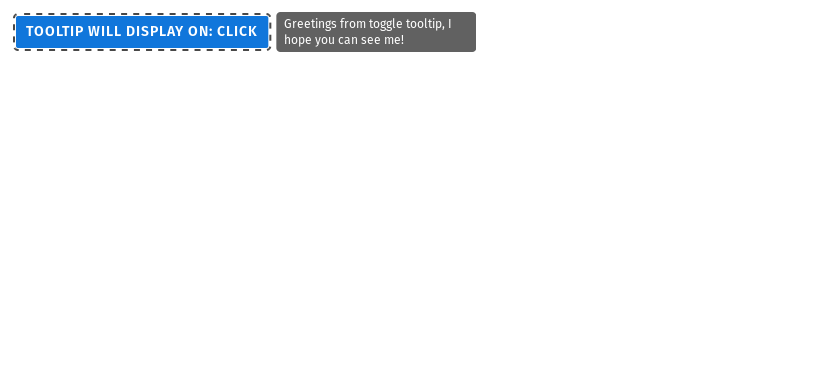 TOOLTIP WILL DISPLAY ON: CLICK
Greetings from toggle tooltip, I
hope you can see me!